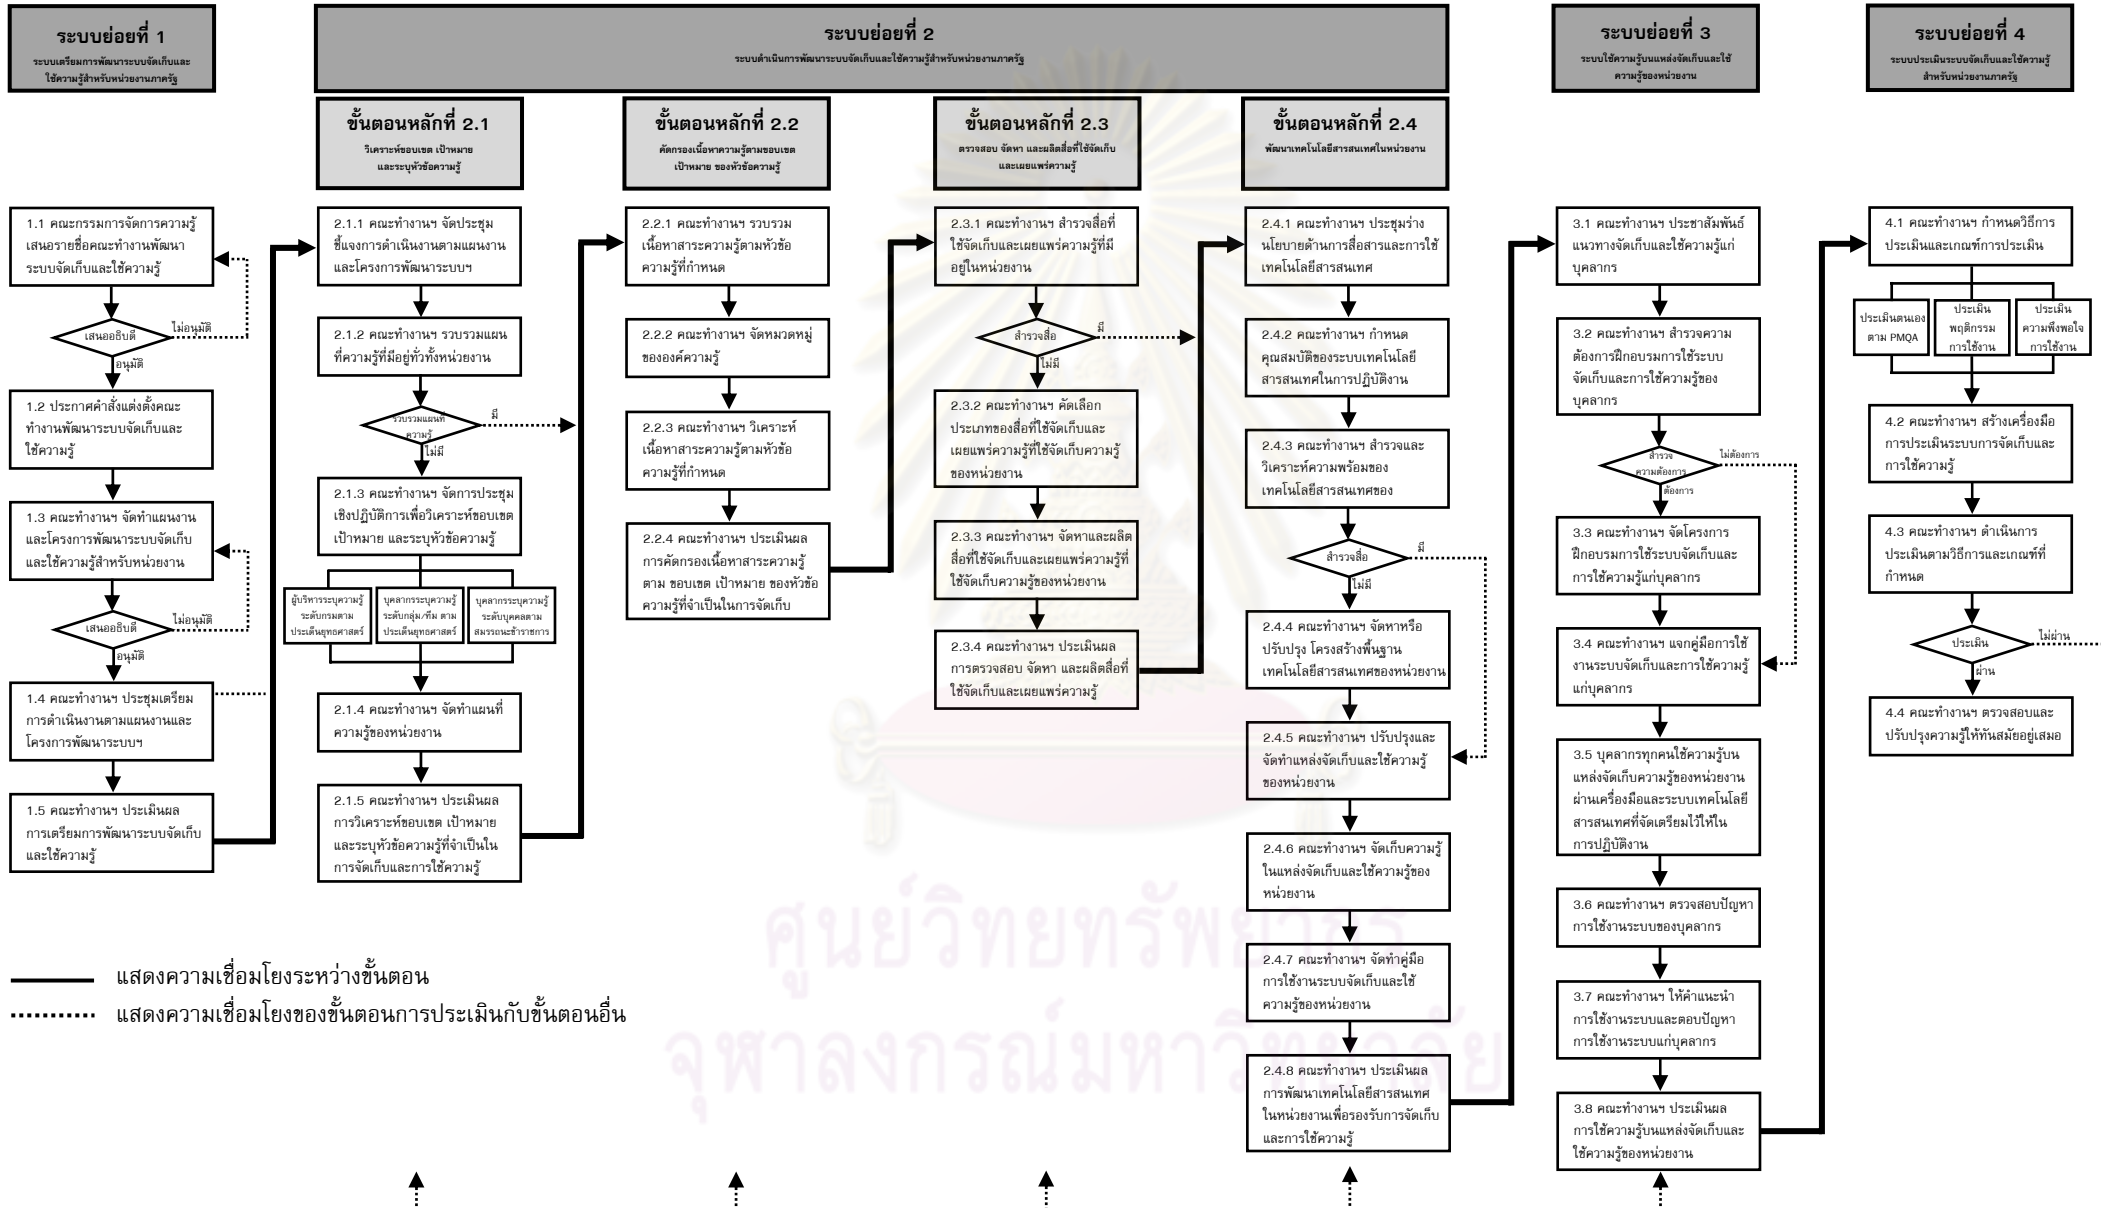 ระบบย่อยที่ 1
ระบบเตรียมการพัฒนาระบบจัดเก็บและ
ใช้ความรู้สำหรับหน่วยงานภาครัฐ
ระบบย่อยที่ 2
ระบบดำเนินการพัฒนาระบบจัดเก็บและใช้ความรู้สำหรับหน่วยงานภาครัฐ
ระบบย่อยที่ 3
ระบบใช้ความรู้บนแหล่งจัดเก็บและใช้
ความรู้ของหน่วยงาน
ระบบย่อยที่ 4
ระบบประเมินระบบจัดเก็บและใช้ความรู้
สำหรับหน่วยงานภาครัฐ
ขั้นตอนหลักที่ 2.1
วิเคราะห์ขอบเขต เป้าหมาย
และระบุหัวข้อความรู้
ขั้นตอนหลักที่ 2.2
คัดกรองเนื้อหาความรู้ตามขอบเขต
เป้าหมาย ของหัวข้อความรู้
ขั้นตอนหลักที่ 2.3
ตรวจสอบ จัดหา และผลิตสื่อที่ใช้จัดเก็บ
และเผยแพร่ความรู้
ขั้นตอนหลักที่ 2.4
พัฒนาเทคโนโลยีสารสนเทศในหน่วยงาน
1.1 คณะกรรมการจัดการความรู้
เสนอรายชื่อคณะทำงานพัฒนา
ระบบจัดเก็บและใช้ความรู้
เสนออธิบดี
ไม่อนุมัติ
อนุมัติ
1.2 ประกาศคำสั่งแต่งตั้งคณะ
ทำงานพัฒนาระบบจัดเก็บและ
ใช้ความรู้
1.3 คณะทำงานฯ จัดทำแผนงาน
และโครงการพัฒนาระบบจัดเก็บ
และใช้ความรู้สำหรับหน่วยงาน
เสนออธิบดี
ไม่อนุมัติ
อนุมัติ
1.4 คณะทำงานฯ ประชุมเตรียม
การดำเนินงานตามแผนงานและ
โครงการพัฒนาระบบฯ
1.5 คณะทำงานฯ ประเมินผล
การเตรียมการพัฒนาระบบจัดเก็บ
และใช้ความรู้
2.1.1 คณะทำงานฯ จัดประชุม
ชี้แจงการดำเนินงานตามแผนงาน
และโครงการพัฒนาระบบฯ
2.1.2 คณะทำงานฯ รวบรวมแผน
ที่ความรู้ที่มีอยู่ทั่วทั้งหน่วยงาน
รวบรวมแผนที่
ความรู้
มี
ไม่มี
2.1.3 คณะทำงานฯ จัดการประชุม
เชิงปฏิบัติการเพื่อวิเคราะห์ขอบเขต
เป้าหมาย และระบุหัวข้อความรู้
ผู้บริหารระบุความรู้
ระดับกรมตาม
ประเด็นยุทธศาสตร์
บุคลากรระบุความรู้
ระดับกลุ่ม/ทีม ตาม
ประเด็นยุทธศาสตร์
บุคลากรระบุความรู้
ระดับบุคคลตาม
สมรรถนะข้าราชการ
2.1.4 คณะทำงานฯ จัดทำแผนที่
ความรู้ของหน่วยงาน
2.1.5 คณะทำงานฯ ประเมินผล
การวิเคราะห์ขอบเขต เป้าหมาย
และระบุหัวข้อความรู้ที่จำเป็นใน
การจัดเก็บและการใช้ความรู้
2.2.1 คณะทำงานฯ รวบรวม
เนื้อหาสาระความรู้ตามหัวข้อ
ความรู้ที่กำหนด
2.2.2 คณะทำงานฯ จัดหมวดหมู่
ขององค์ความรู้
2.2.3 คณะทำงานฯ วิเคราะห์
เนื้อหาสาระความรู้ตามหัวข้อ
ความรู้ที่กำหนด
2.2.4 คณะทำงานฯ ประเมินผล
การคัดกรองเนื้อหาสาระความรู้
ตาม ขอบเขต เป้าหมาย ของหัวข้อ
ความรู้ที่จำเป็นในการจัดเก็บ
2.3.1 คณะทำงานฯ สำรวจสื่อที่
ใช้จัดเก็บและเผยแพร่ความรู้ที่มี
อยู่ในหน่วยงาน
สำรวจสื่อ
มี
ไม่มี
2.3.2 คณะทำงานฯ คัดเลือก
ประเภทของสื่อที่ใช้จัดเก็บและ
เผยแพร่ความรู้ที่ใช้จัดเก็บความรู้
ของหน่วยงาน
2.3.3 คณะทำงานฯ จัดหาและผลิต
สื่อที่ใช้จัดเก็บและเผยแพร่ความรู้ที่
ใช้จัดเก็บความรู้ของหน่วยงาน
2.3.4 คณะทำงานฯ ประเมินผล
การตรวจสอบ จัดหา และผลิตสื่อที่
ใช้จัดเก็บและเผยแพร่ความรู้
2.4.1 คณะทำงานฯ ประชุมร่าง
นโยบายด้านการสื่อสารและการใช้
เทคโนโลยีสารสนเทศ
2.4.2 คณะทำงานฯ กำหนด
คุณสมบัติของระบบเทคโนโลยี
สารสนเทศในการปฏิบัติงาน
2.4.3 คณะทำงานฯ สำรวจและ
วิเคราะห์ความพร้อมของ
เทคโนโลยีสารสนเทศของ
สำรวจสื่อ
มี
ไม่มี
2.4.4 คณะทำงานฯ จัดหาหรือ
ปรับปรุง โครงสร้างพื้นฐาน
เทคโนโลยีสารสนเทศของหน่วยงาน
2.4.5 คณะทำงานฯ ปรับปรุงและ
จัดทำแหล่งจัดเก็บและใช้ความรู้
ของหน่วยงาน
2.4.6 คณะทำงานฯ จัดเก็บความรู้
ในแหล่งจัดเก็บและใช้ความรู้ของ
หน่วยงาน
2.4.7 คณะทำงานฯ จัดทำคู่มือ
การใช้งานระบบจัดเก็บและใช้
ความรู้ของหน่วยงาน
2.4.8 คณะทำงานฯ ประเมินผล
การพัฒนาเทคโนโลยีสารสนเทศ
ในหน่วยงานเพื่อรองรับการจัดเก็บ
และการใช้ความรู้
3.1 คณะทำงานฯ ประชาสัมพันธ์
แนวทางจัดเก็บและใช้ความรู้แก่
บุคลากร
3.2 คณะทำงานฯ สำรวจความ
ต้องการฝึกอบรมการใช้ระบบ
จัดเก็บและการใช้ความรู้ของ
บุคลากร
สำรวจ
ความต้องการ
ไม่ต้องการ
ต้องการ
3.3 คณะทำงานฯ จัดโครงการ
ฝึกอบรมการใช้ระบบจัดเก็บและ
การใช้ความรู้แก่บุคลากร
3.4 คณะทำงานฯ แจกคู่มือการใช้
งานระบบจัดเก็บและการใช้ความรู้
แก่บุคลากร
3.5 บุคลากรทุกคนใช้ความรู้บน
แหล่งจัดเก็บความรู้ของหน่วยงาน
ผ่านเครื่องมือและระบบเทคโนโลยี
สารสนเทศที่จัดเตรียมไว้ให้ใน
การปฏิบัติงาน
3.6 คณะทำงานฯ ตรวจสอบปัญหา
การใช้งานระบบของบุคลากร
3.7 คณะทำงานฯ ให้คำแนะนำ
การใช้งานระบบและตอบปัญหา
การใช้งานระบบแก่บุคลากร
3.8 คณะทำงานฯ ประเมินผล
การใช้ความรู้บนแหล่งจัดเก็บและ
ใช้ความรู้ของหน่วยงาน
4.1 คณะทำงานฯ กำหนดวิธีการ
ประเมินและเกณฑ์การประเมิน
ประเมินตนเอง
ตาม PMQA
ประเมิน
พฤติกรรม
การใช้งาน
ประเมิน
ความพึงพอใจ
การใช้งาน
4.2 คณะทำงานฯ สร้างเครื่องมือ
การประเมินระบบการจัดเก็บและ
การใช้ความรู้
4.3 คณะทำงานฯ ดำเนินการ
ประเมินตามวิธีการและเกณฑ์ที่
กำหนด
ประเมิน
ไม่ผ่าน
ผ่าน
4.4 คณะทำงานฯ ตรวจสอบและ
ปรับปรุงความรู้ให้ทันสมัยอยู่เสมอ
แสดงความเชื่อมโยงระหว่างขั้นตอน
แสดงความเชื่อมโยงของขั้นตอนการประเมินกับขั้นตอนอื่น
ศูนย์วิทยทรัพยากร
จุฬาลงกรณ์มหาวิทยาลัย